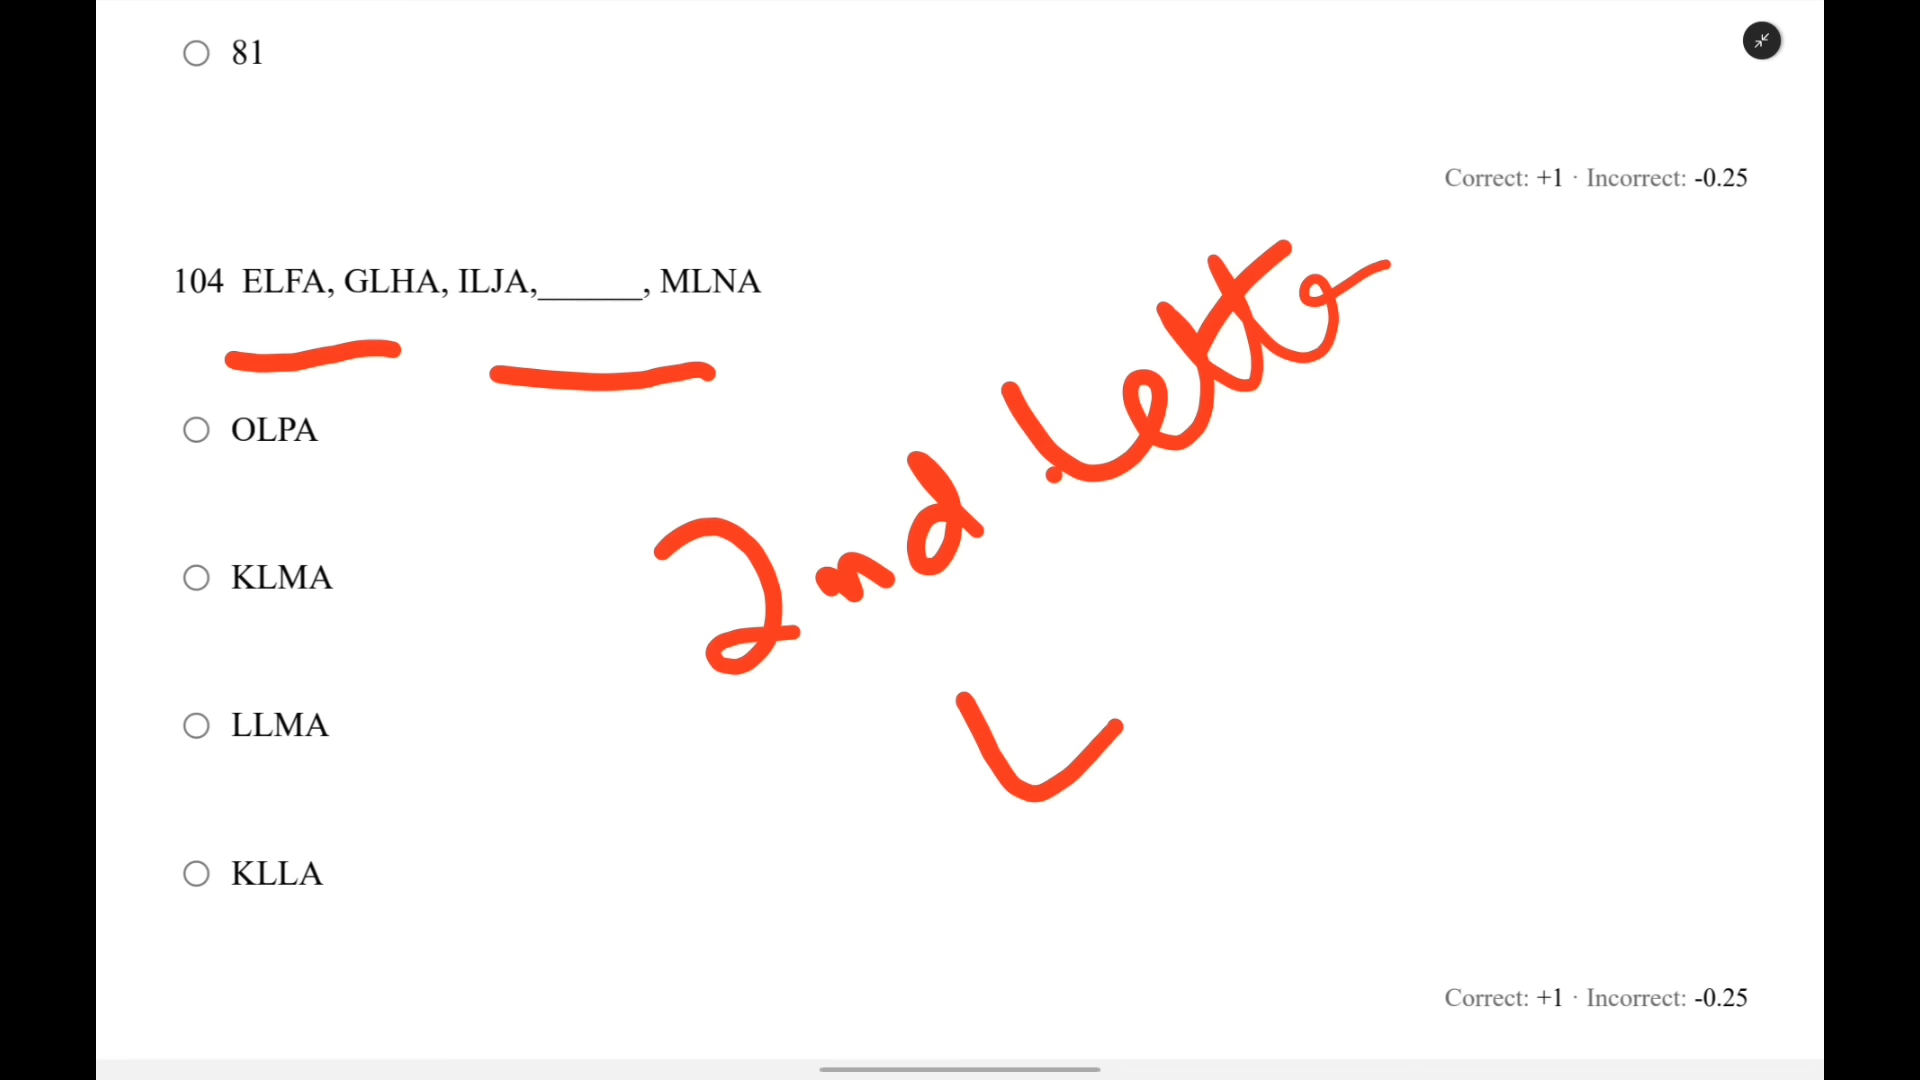 81
Correct: +1 · Incorrect: -0.25
104 ELFA, GLHA, ILJA,______, MLNA
OLPA
KLMA
LLMA
KLLA
2nd Letter
L
Correct: +1 · Incorrect: -0.25